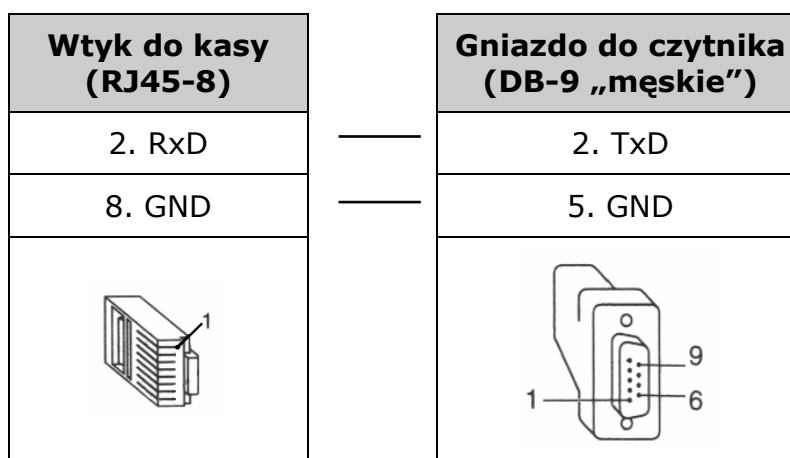 Wtyk do kasy
(RJ45-8)
Gniazdo do czytnika
(DB-9 „męskie”)
2. RxD
2. TxD
8. GND
5. GND
1
9
1
6